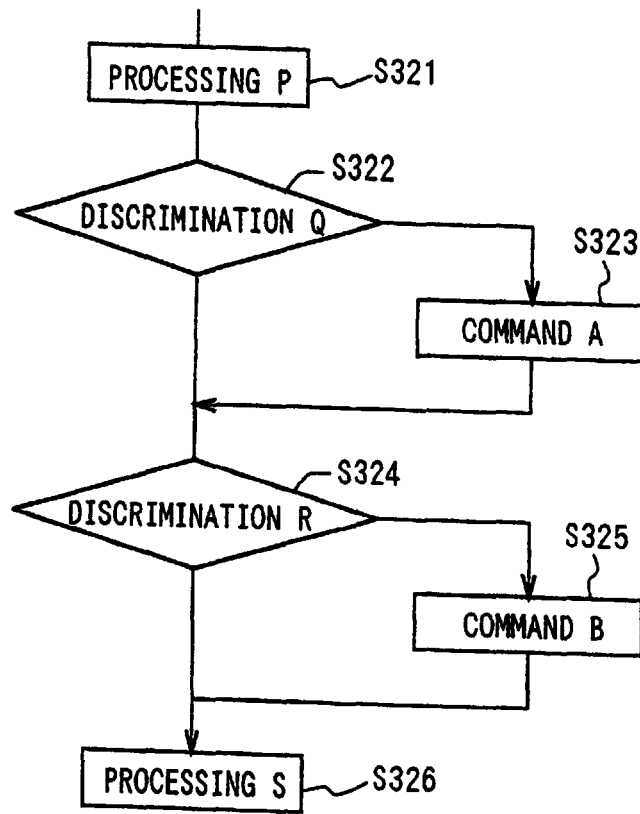 PROCESSING P
S321
S322
DISCRIMINATION Q
S323
COMMAND A
S324
DISCRIMINATION R
S325
COMMAND B
PROCESSING S
S326